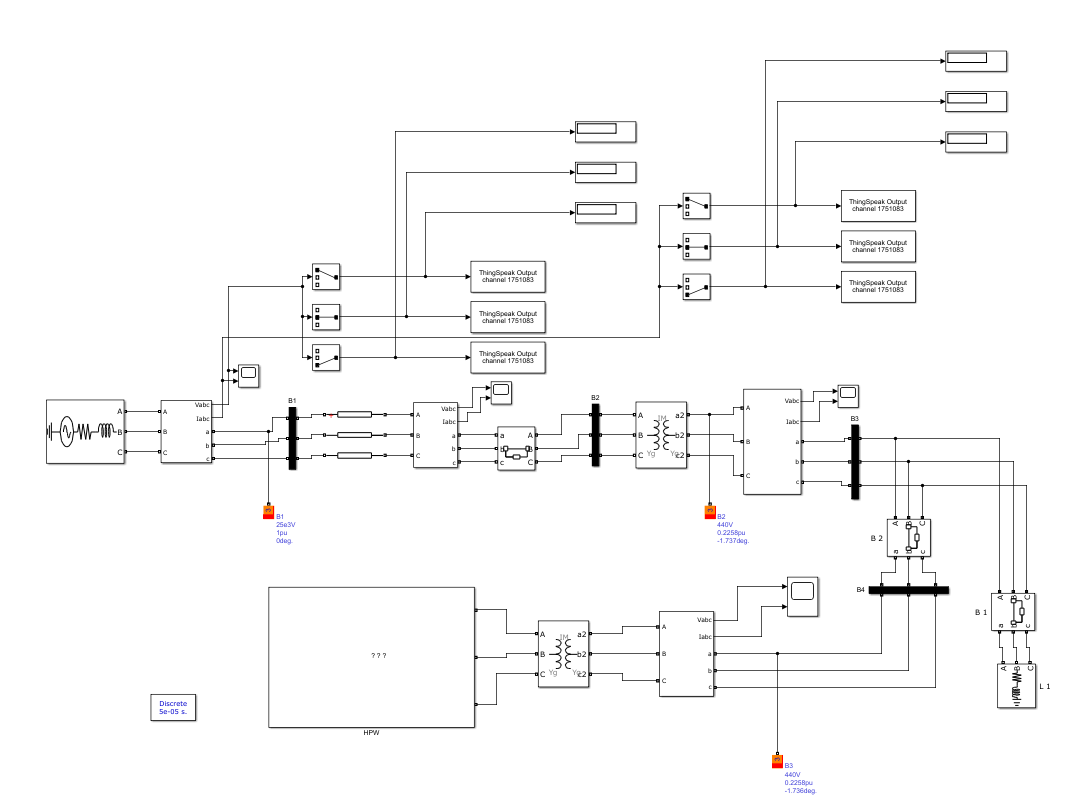 ThingSpeak Output
channel 1751083
ThingSpeak Output
channel 1751083
ThingSpeak Output
channel 1751083
ThingSpeak Output
channel 1751083
ThingSpeak Output
channel 1751083
ThingSpeak Output
channel 1751083
A
B
C
A
B
C
Vabc
Iabc
a
b
c
B1
A
B
C
Vabc
Iabc
a
b
c
a
b
c
A
B
C
B2
A
B
C
TM
Yg
Yg
a2
b2
c2
A
B
C
Vabc
Iabc
a
b
c
B3
B1
25e3V
1pu
0deg.
B2
440V
0.2258pu
-1.737deg.
B 2
A
B
C
a
b
c
B4
B 1
A
B
C
a
b
c
A
B
C
L 1
? ? ?
HPW
A
B
C
TM
Yg
Yg
a2
b2
c2
A
B
C
Vabc
Iabc
a
b
c
Discrete
5e-05 s.
B3
440V
0.2258pu
-1.736deg.